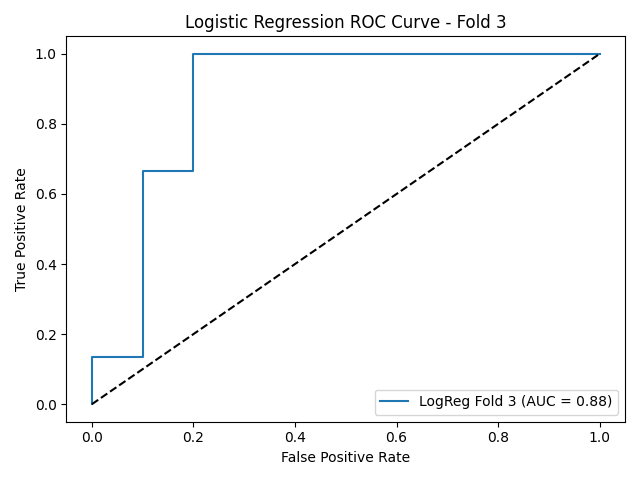 Logistic Regression ROC Curve - Fold 3
True Positive Rate
1.0
0.8
0.6
0.4
0.2
0.0
0.0 0.2 0.4 0.6 0.8 1.0
False Positive Rate
LogReg Fold 3 (AUC = 0.88)